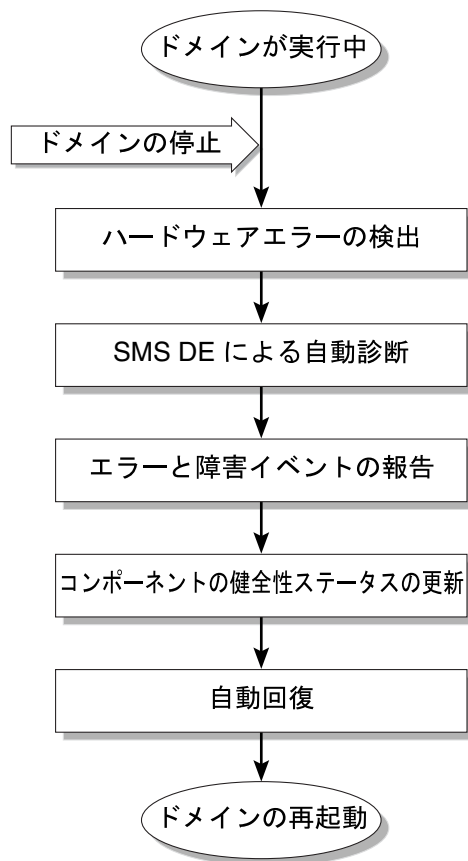 ドメインが実行中
ドメインの停止
ハードウェアエラーの検出
SMS DE による自動診断
エラーと障害イベントの報告
コンポーネントの健全性ステータスの更新
自動回復
ドメインの再起動